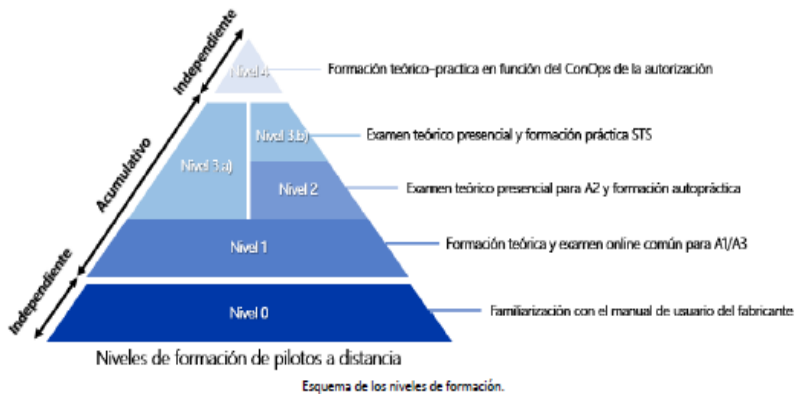 Independiente
Nivel 4
Formación teórico-practica en función del ConOps de la autorización
Acumulativo
Nivel 3.a)
Nivel 3.b)
Examen teórico presencial y formación práctica STS
Nivel 2
Examen teórico presencial para A2 y formación autopráctica
Nivel 1
Formación teórica y examen online común para A1/A3
Independiente
Nivel 0
Familiarización con el manual de usuario del fabricante
Niveles de formación de pilotos a distancia
Esquema de los niveles de formación.